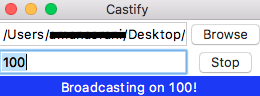 Castify
/Users/ /Desktop/ Browse
100 Stop
Broadcasting on 100!